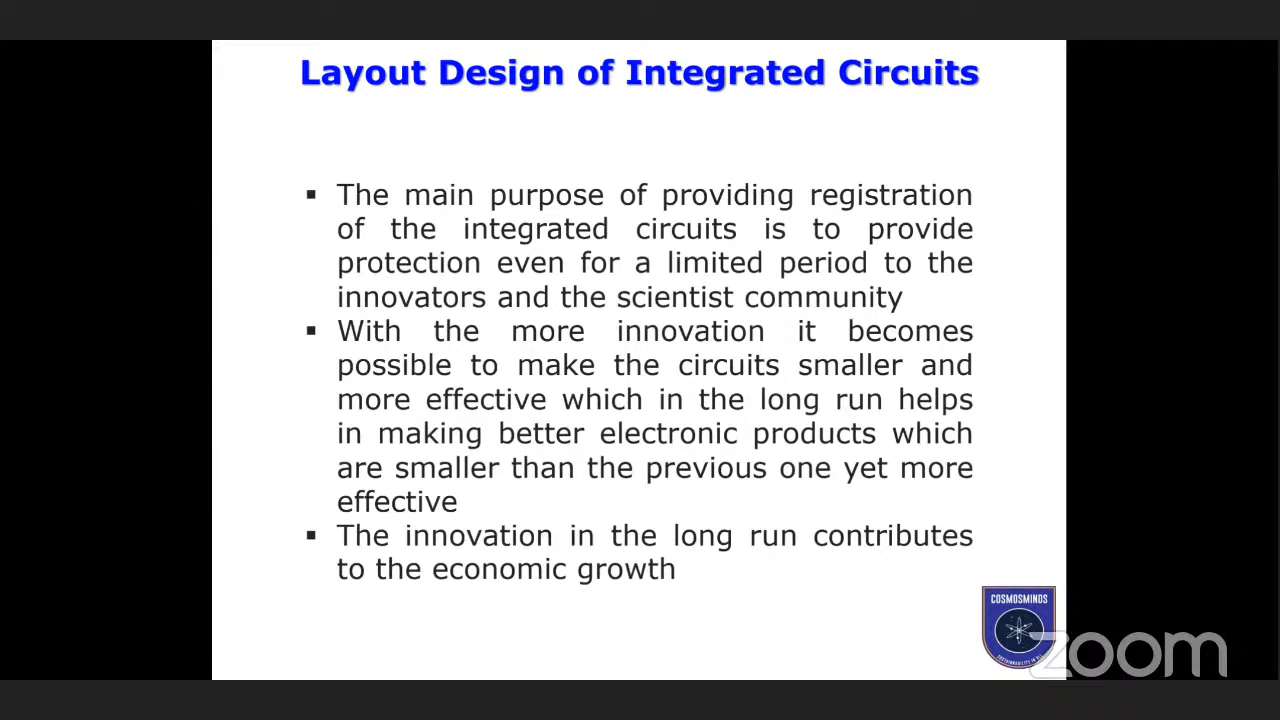 Layout Design of Integrated Circuits
▪ The main purpose of providing registration
of the integrated circuits is to provide
protection even for a limited period to the
innovators and the scientist community
▪ With the more innovation it becomes
possible to make the circuits smaller and
more effective which in the long run helps
in making better electronic products which
are smaller than the previous one yet more
effective
▪ The innovation in the long run contributes
to the economic growth
COSMOSMINDS
zoom